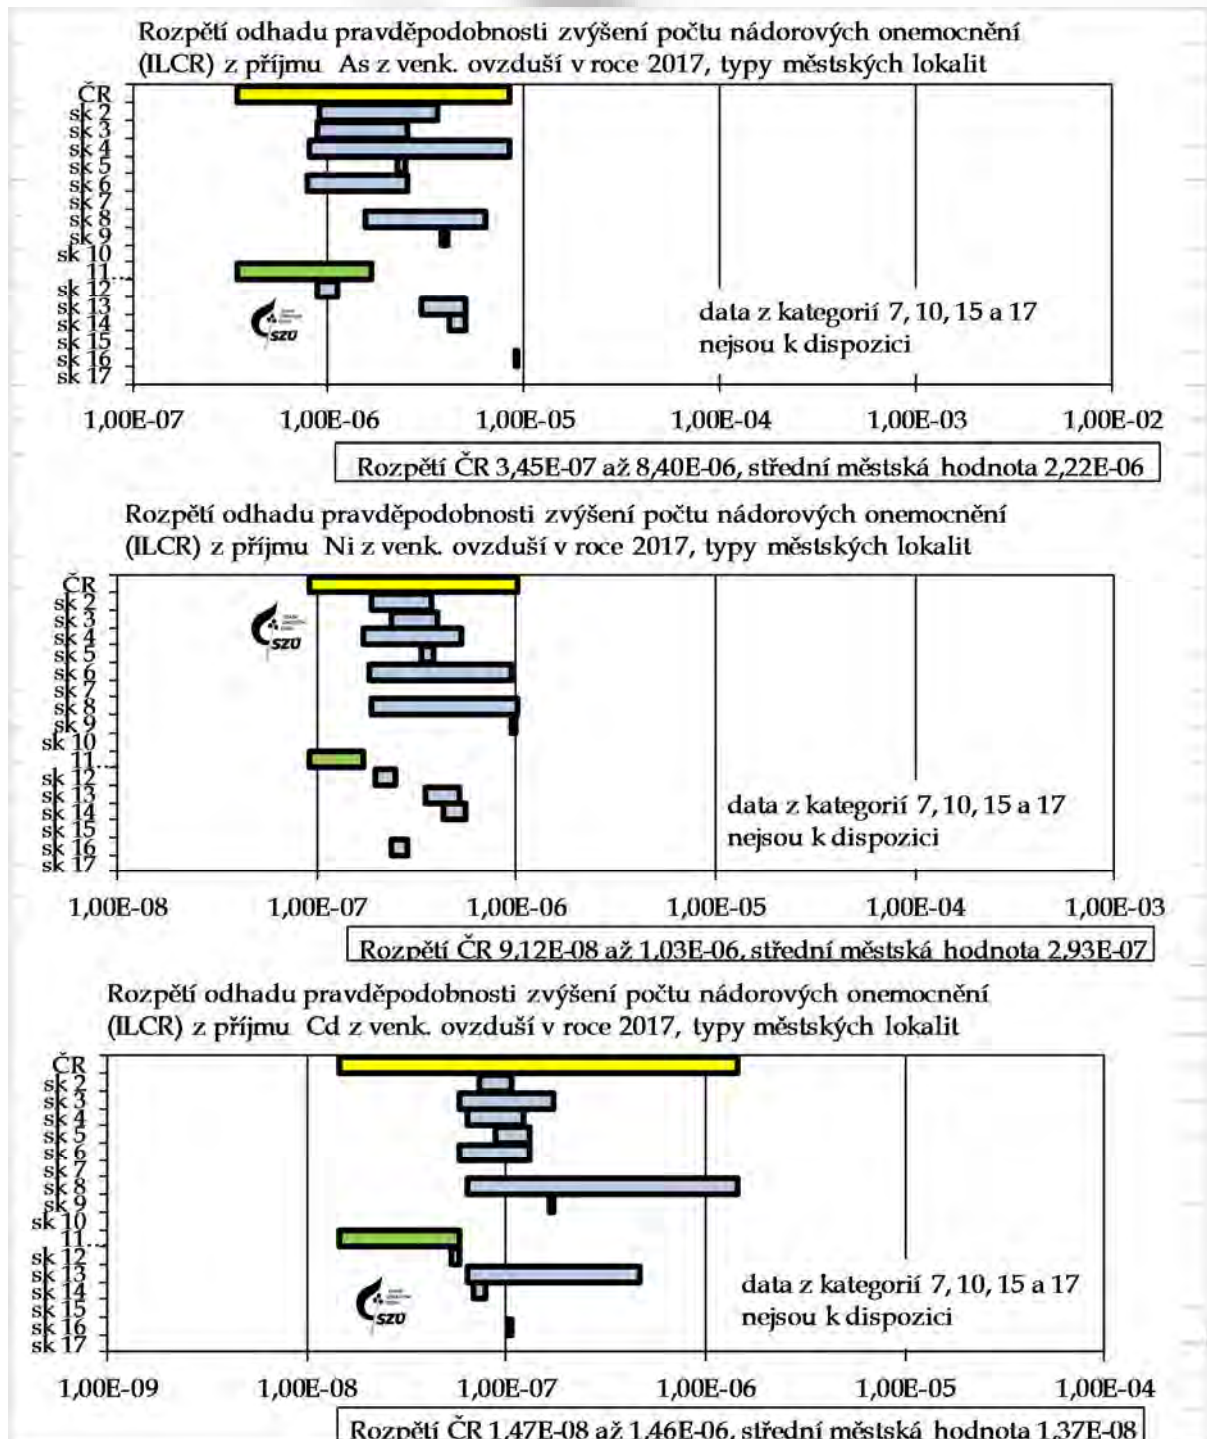 Rozpětí odhadu pravděpodobnosti zvýšení počtu nádorových onemocnění
(ILCR) z příjmu As z venk. ovzduší v roce 2017, typy městských lokalit
ČR
sk 2
sk 3
sk 4
sk 5
sk 6
sk 7
sk 8
sk 9
sk 10
11
sk 12
sk 13
sk 14
sk 15
sk 16
sk 17
SZÚ
data z kategorií 7, 10, 15 a 17
nejsou k dispozici
1,00E-07 1,00E-06 1,00E-05 1,00E-04 1,00E-03 1,00E-02
Rozpětí ČR 3,45E-07 až 8,40E-06, střední městská hodnota 2,22E-06
Rozpětí odhadu pravděpodobnosti zvýšení počtu nádorových onemocnění
(ILCR) z příjmu Ni z venk. ovzduší v roce 2017, typy městských lokalit
ČR
sk 2
sk 3
sk 4
sk 5
sk 6
sk 7
sk 8
sk 9
sk 10
11
sk 12
sk 13
sk 14
sk 15
sk 16
sk 17
SZÚ
data z kategorií 7, 10, 15 a 17
nejsou k dispozici
1,00E-08 1,00E-07 1,00E-06 1,00E-05 1,00E-04 1,00E-03
Rozpětí ČR 9,12E-08 až 1,03E-06, střední městská hodnota 2,93E-07
Rozpětí odhadu pravděpodobnosti zvýšení počtu nádorových onemocnění
(ILCR) z příjmu Cd z venk. ovzduší v roce 2017, typy městských lokalit
ČR
sk 2
sk 3
sk 4
sk 5
sk 6
sk 7
sk 8
sk 9
sk 10
11
sk 12
sk 13
sk 14
sk 15
sk 16
sk 17
SZÚ
data z kategorií 7, 10, 15 a 17
nejsou k dispozici
1,00E-09 1,00E-08 1,00E-07 1,00E-06 1,00E-05 1,00E-04
Rozpětí ČR 1,47E-08 až 1,46E-06, střední městská hodnota 1,37E-08